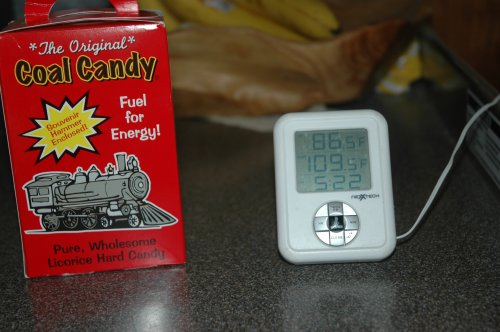 *The Original*
Coal Candy
Souvenir
Hammer
Enclosed!
Fuel
for
Energy!
Pure, Wholesome
Licorice Hard Candy
86.5°F
109.5°F
5:22
NEXXTECH